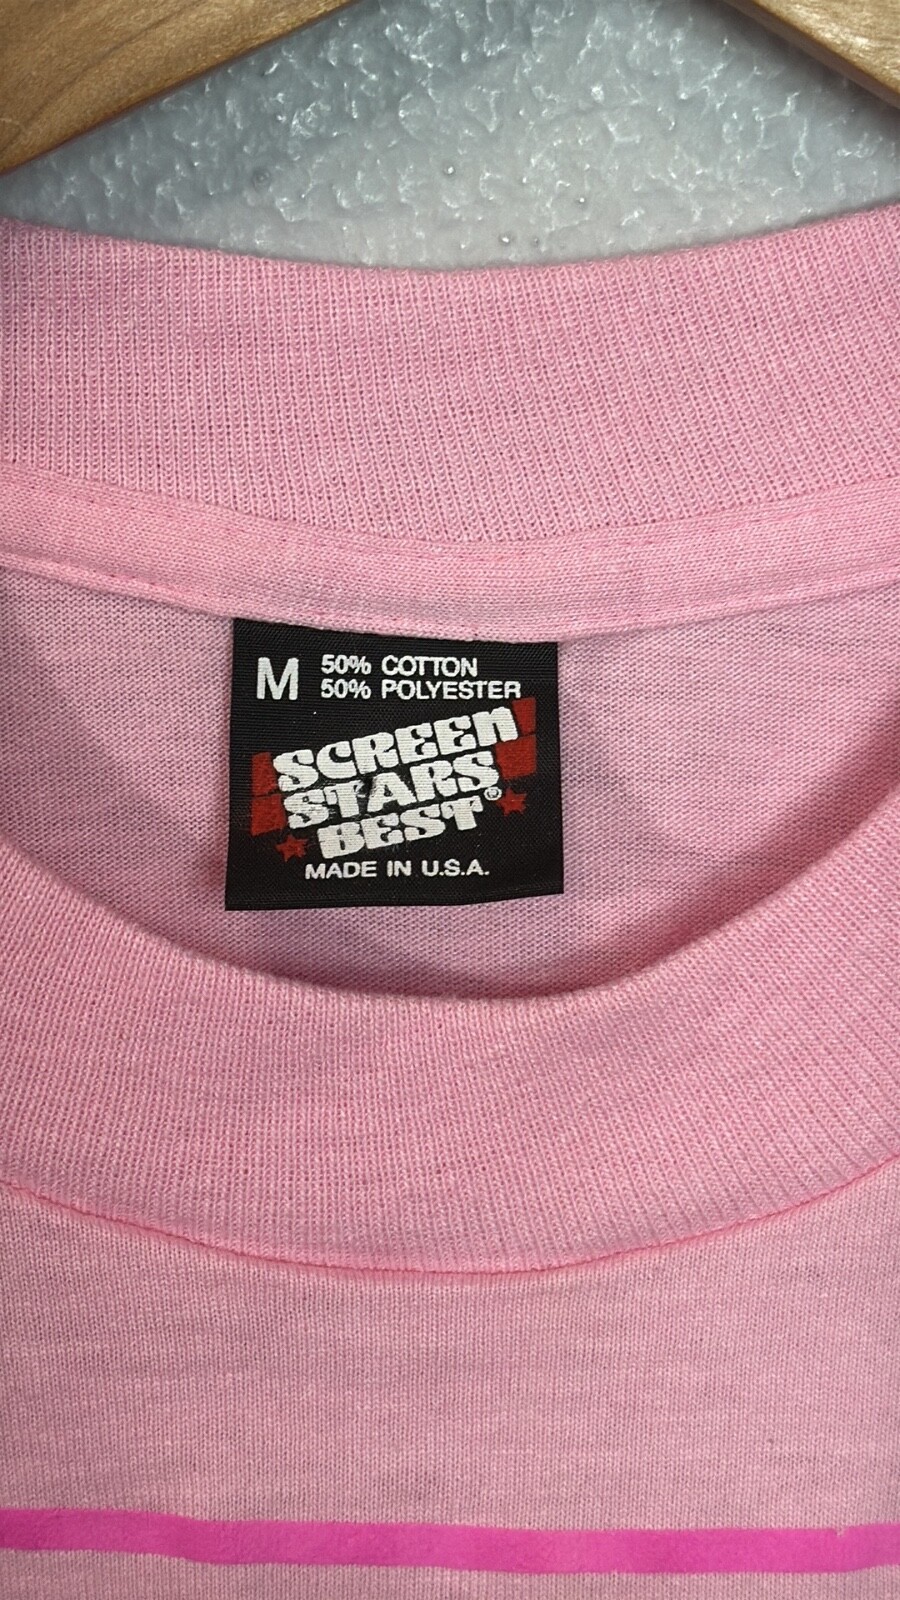 M 50% COTTON
50% POLYESTER
SCREEN
STARS
BEST®
MADE IN U.S.A.